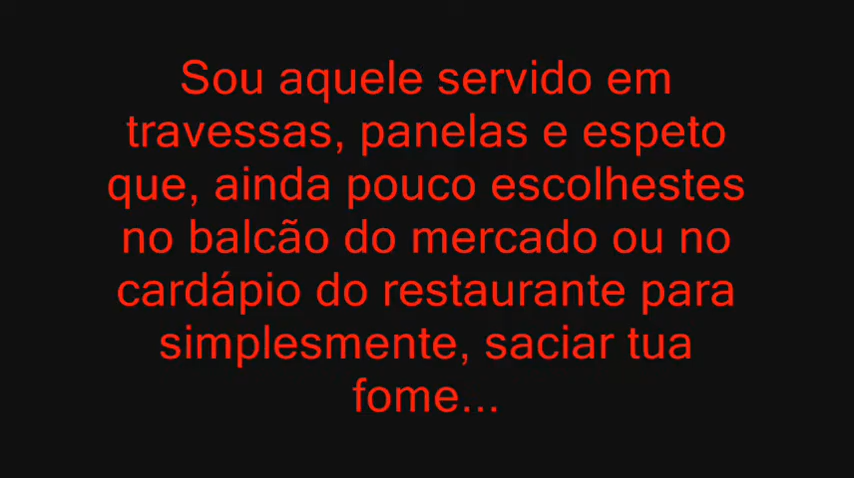 Sou aquele servido em
travessas, panelas e espeto
que, ainda pouco escolhestes
no balcão do mercado ou no
cardápio do restaurante para
simplesmente, saciar tua
fome...